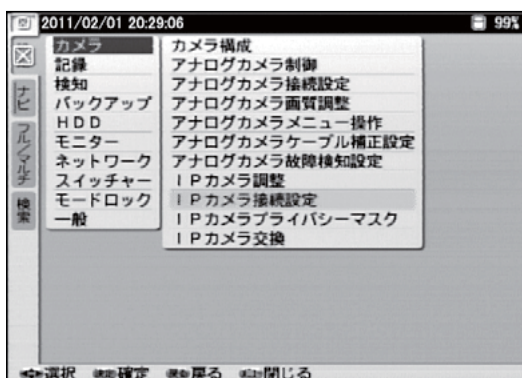 2011/02/01 20:29:06
99%
ナビ
フル/マルチ
検索
カメラ
記録
検知
バックアップ
HDD
モニター
ネットワーク
スイッチャー
モードロック
一般
カメラ構成
アナログカメラ制御
アナログカメラ接続設定
アナログカメラ画質調整
アナログカメラメニュー操作
アナログカメラケーブル補正設定
アナログカメラ故障検知設定
IPカメラ調整
IPカメラ接続設定
IPカメラプライバシーマスク
IPカメラ交換
選択 確定 戻る 閉じる